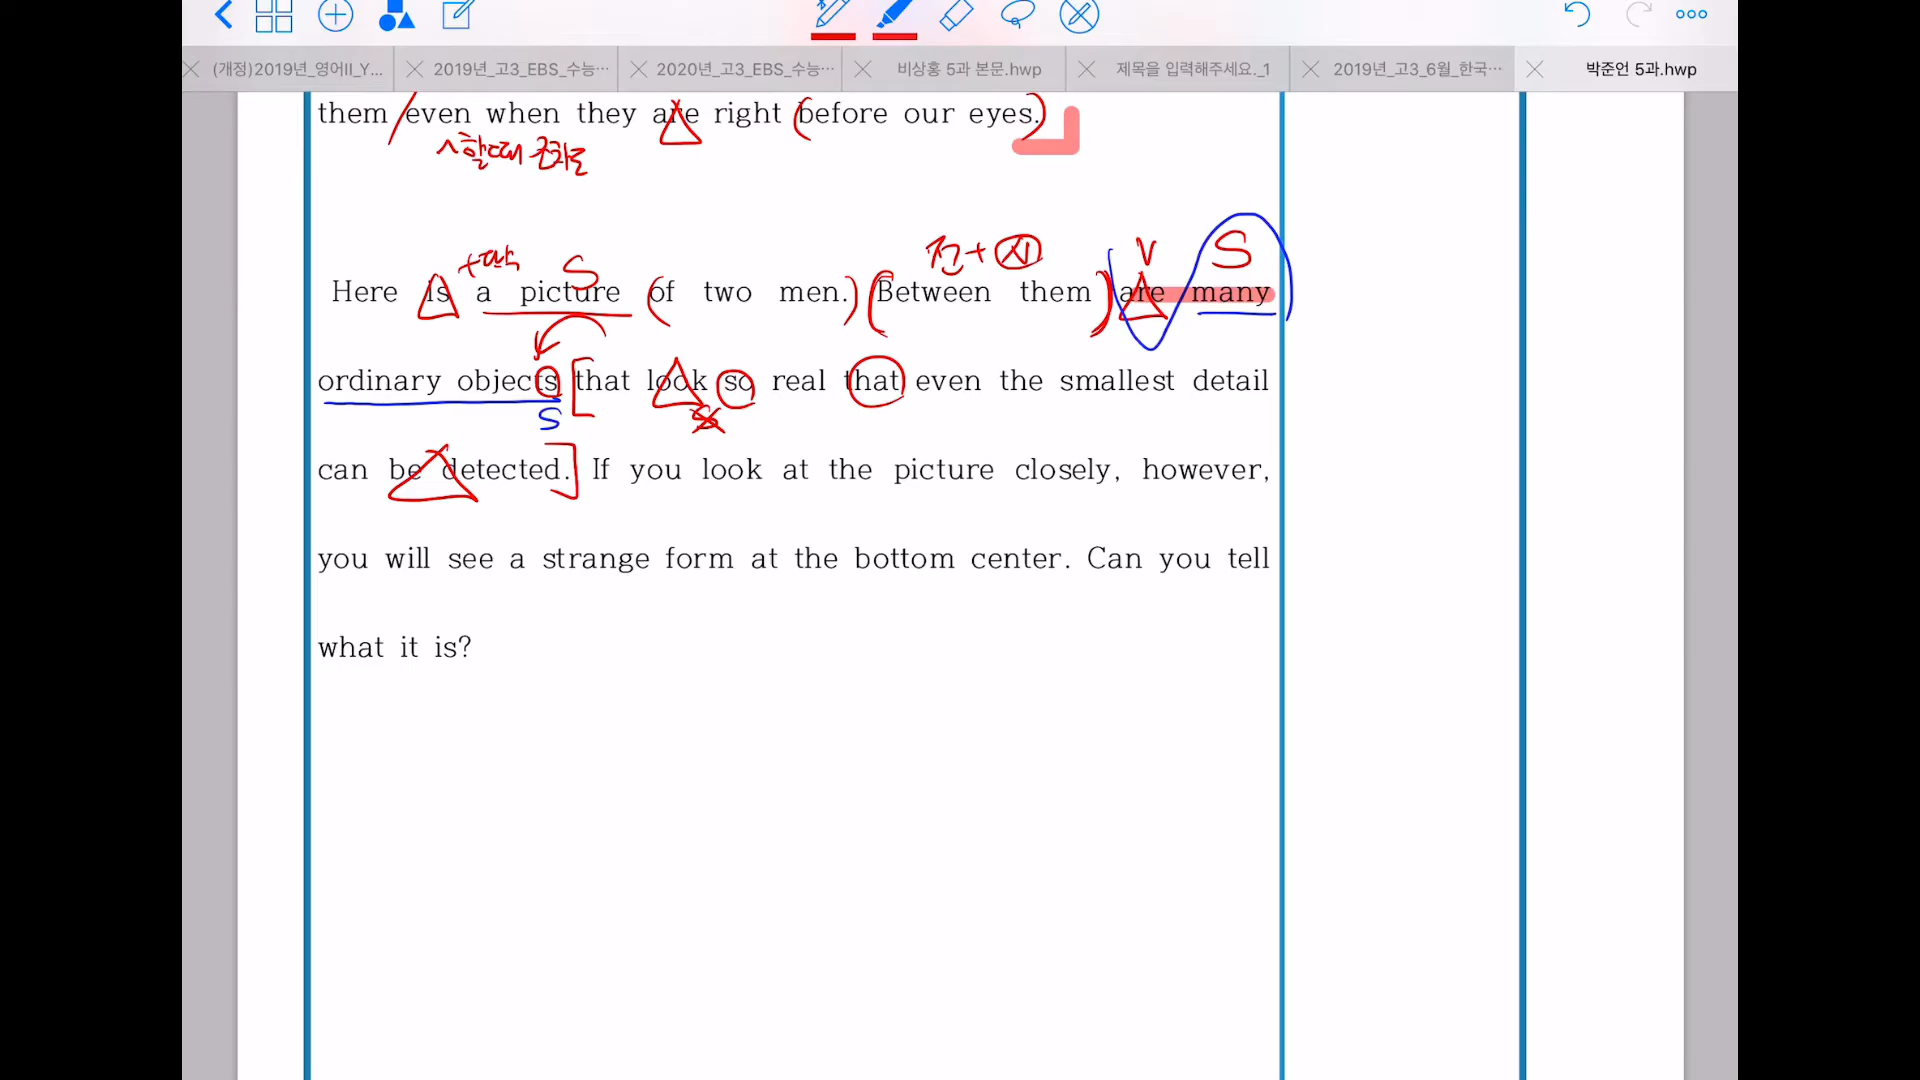 (개정)2019년_영어II_Y... 2019년_고3_EBS_수능··· 2020년_고3_EBS_수능··· 비상홍 5과 본문.hwp 제목을 입력해주세요._1 2019년_고3_6월_한국··· 박준언 5과.hwp
them even when they are right before our eyes.
S V S
Here is a picture of two men. Between them are many
ordinary objects that look so real that even the smallest detail
S
can be detected. If you look at the picture closely, however,
you will see a strange form at the bottom center. Can you tell
what it is?